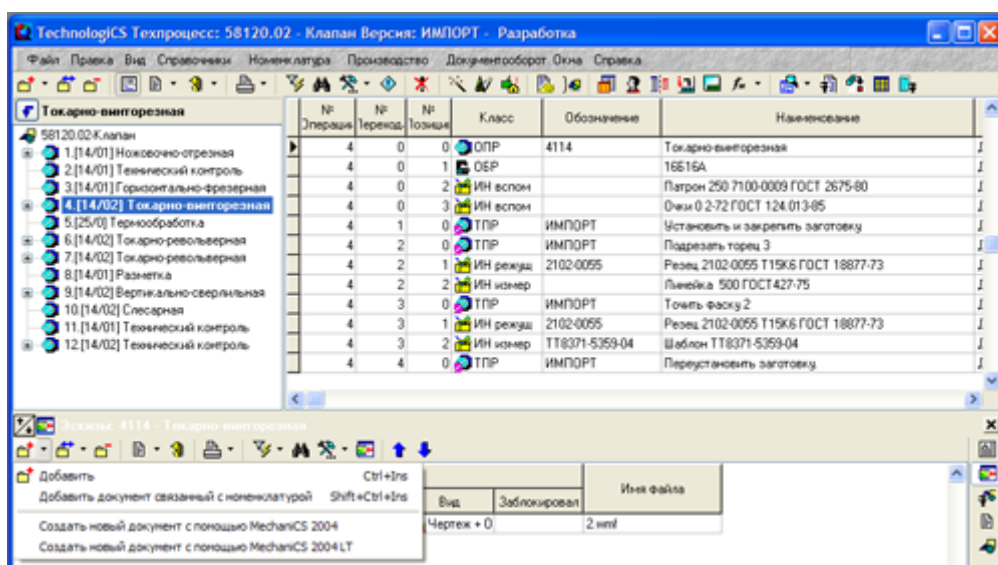 TechnologiCS Техпроцесс: 58120.02 - Клапан Версия: ИМПОРТ - Разработка
Файл Правка Вид Справочники Номенклатура Производство Документооборот Окна Справка
Токарно-винторезная
58120.02-Клапан
1.[14/01] Ножовочно-отрезная
2.[14/01] Технический контроль
3.[14/01] Горизонтально-фрезерная
4.[14/02] Токарно-винторезная
5.[25/0] Термообработка
6.[14/02] Токарно-револьверная
7.[14/02] Токарно-револьверная
8.[14/01] Разметка
9.[14/02] Вертикально-сверлильная
10.[14/02] Слесарная
11.[14/01] Технический контроль
12.[14/02] Технический контроль
№ Операции № Переход. № Позиции Класс Обозначение Наименование
4 0 0 ОПР 4114 Токарно-винторезная
4 0 1 ОБР 16Б16А
4 0 2 ИН вспом Патрон 250 7100-0009 ГОСТ 2675-80
4 0 3 ИН вспом Очки 0 2-72 ГОСТ 124.013-85
4 1 0 ТПР ИМПОРТ Установить и закрепить заготовку
4 2 0 ТПР ИМПОРТ Подрезать торец 3
4 2 1 ИН режущ 2102-0055 Резец 2102-0055 Т15К6 ГОСТ 18877-73
4 2 2 ИН измер Линейка 500 ГОСТ 427-75
4 3 0 ТПР ИМПОРТ Точить фаску 2
4 3 1 ИН режущ 2102-0055 Резец 2102-0055 Т15К6 ГОСТ 18877-73
4 3 2 ИН измер ТТ8371-5359-04 Шаблон ТТ8371-5359-04
4 4 0 ТПР ИМПОРТ Переустановить заготовку
Эскизы: 4114 - Токарно-винторезная
Добавить Ctrl+Ins
Добавить документ связанный с номенклатурой Shift+Ctrl+Ins
Создать новый документ с помощью MechaniCS 2004
Создать новый документ с помощью MechaniCS 2004 LT
Вид Заблокировал Имя файла
Чертеж + О 2.wmf